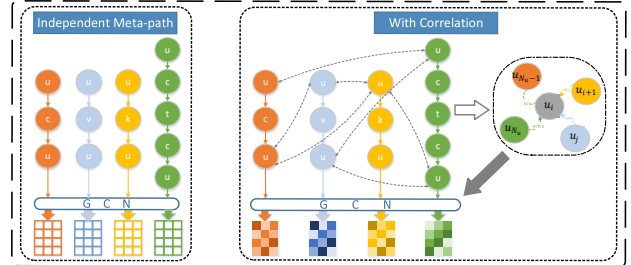 Independent Meta-path
With Correlation
u
u
u u u c
c v k t
u u u c
u
G C N
u
u u u c
c v k t
u u u c
u
G C N
u_{N_u−1}
u_{i+1}
u_i
u_{N_u}
u_j